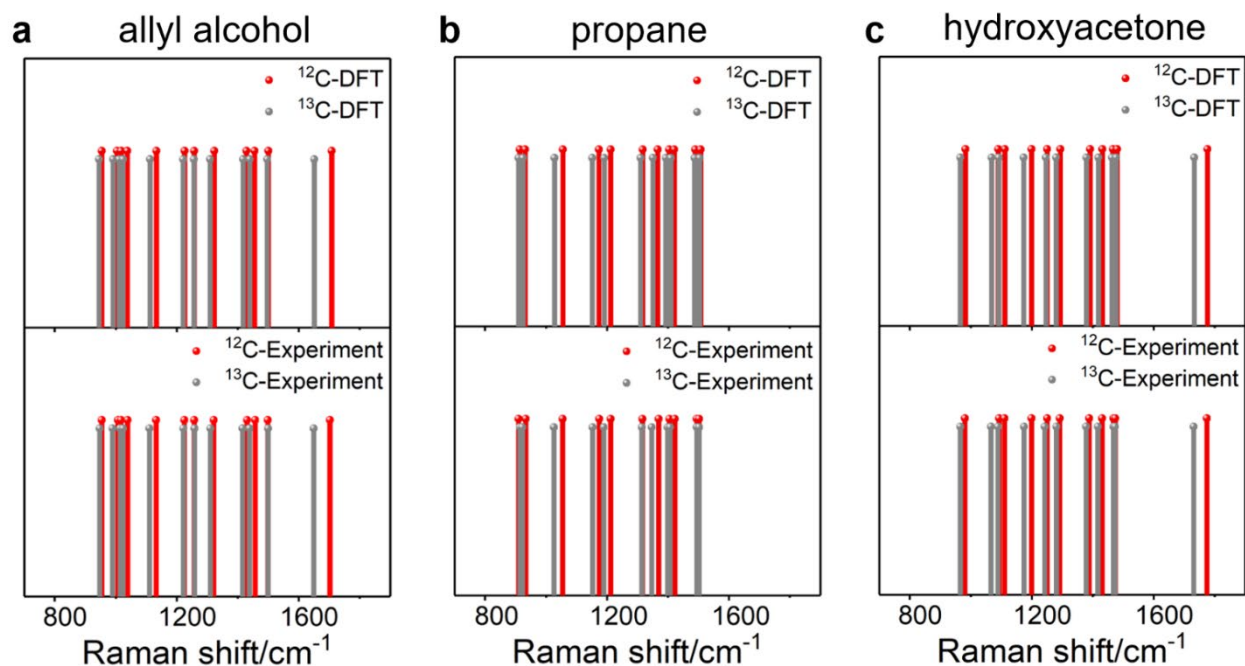 a allyl alcohol
¹²C-DFT
¹³C-DFT
¹²C-Experiment
¹³C-Experiment
800 1200 1600
Raman shift/cm⁻¹
b propane
¹²C-DFT
¹³C-DFT
¹²C-Experiment
¹³C-Experiment
800 1200 1600
Raman shift/cm⁻¹
c hydroxyacetone
¹²C-DFT
¹³C-DFT
¹²C-Experiment
¹³C-Experiment
800 1200 1600
Raman shift/cm⁻¹